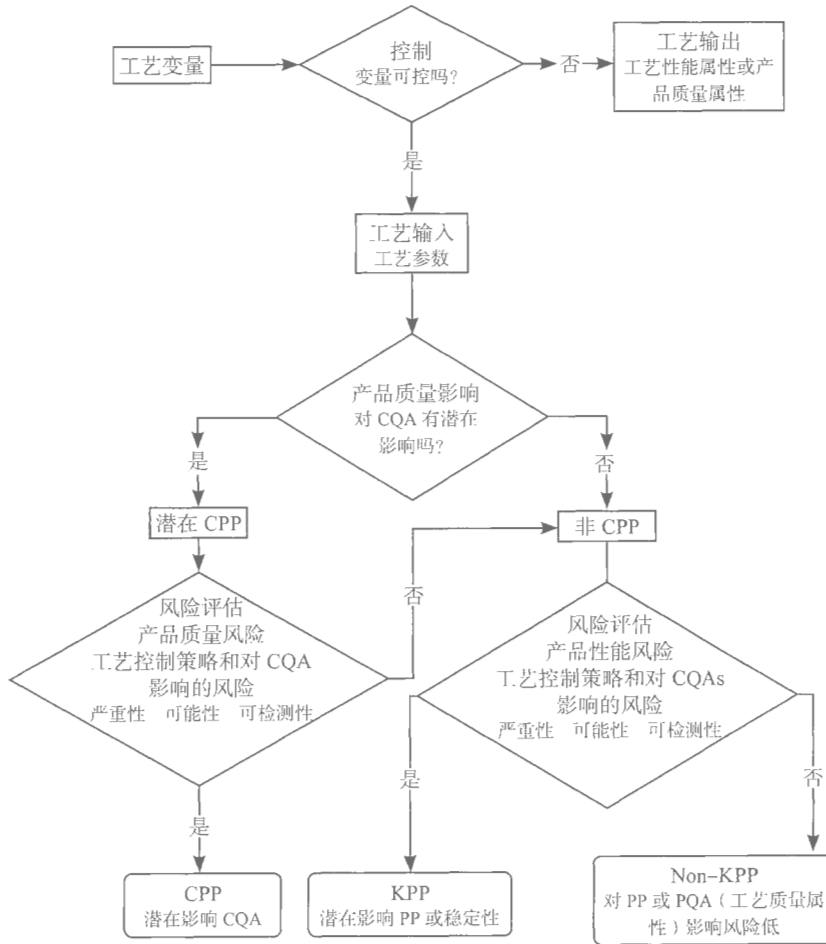 工艺变量
控制
变量可控吗?
否
工艺输出
工艺性能属性或产
品质量属性
是
工艺输入
工艺参数
产品质量影响
对 CQA 有潜在
影响吗?
是
否
潜在 CPP
非 CPP
否
风险评估
产品质量风险
工艺控制策略和对 CQA
影响的风险
严重性 可能性 可检测性
风险评估
产品性能风险
工艺控制策略和对 CQAs
影响的风险
严重性 可能性 可检测性
是
是
否
CPP
潜在影响 CQA
KPP
潜在影响 PP 或稳定性
Non-KPP
对 PP 或 PQA（工艺质量属
性）影响风险低